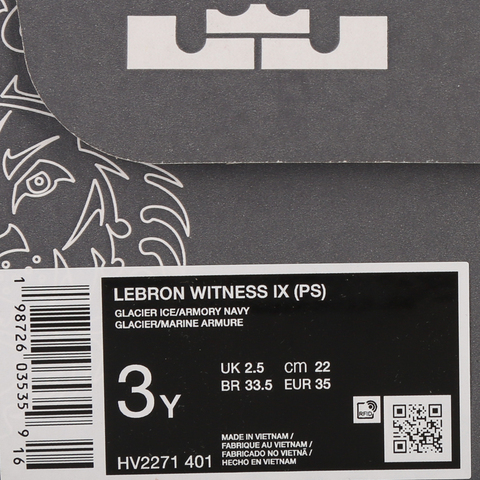 LEBRON WITNESS IX (PS)
GLACIER ICE/ARMORY NAVY
GLACIER/MARINE ARMURE
3Y
UK 2.5 cm 22
BR 33.5 EUR 35
RFID
MADE IN VIETNAM /
FABRIQUE AU VIETNAM /
FABRICADO NO VIETNÃ /
HECHO EN VIETNAM
HV2271 401
1 98726 03535 9 16